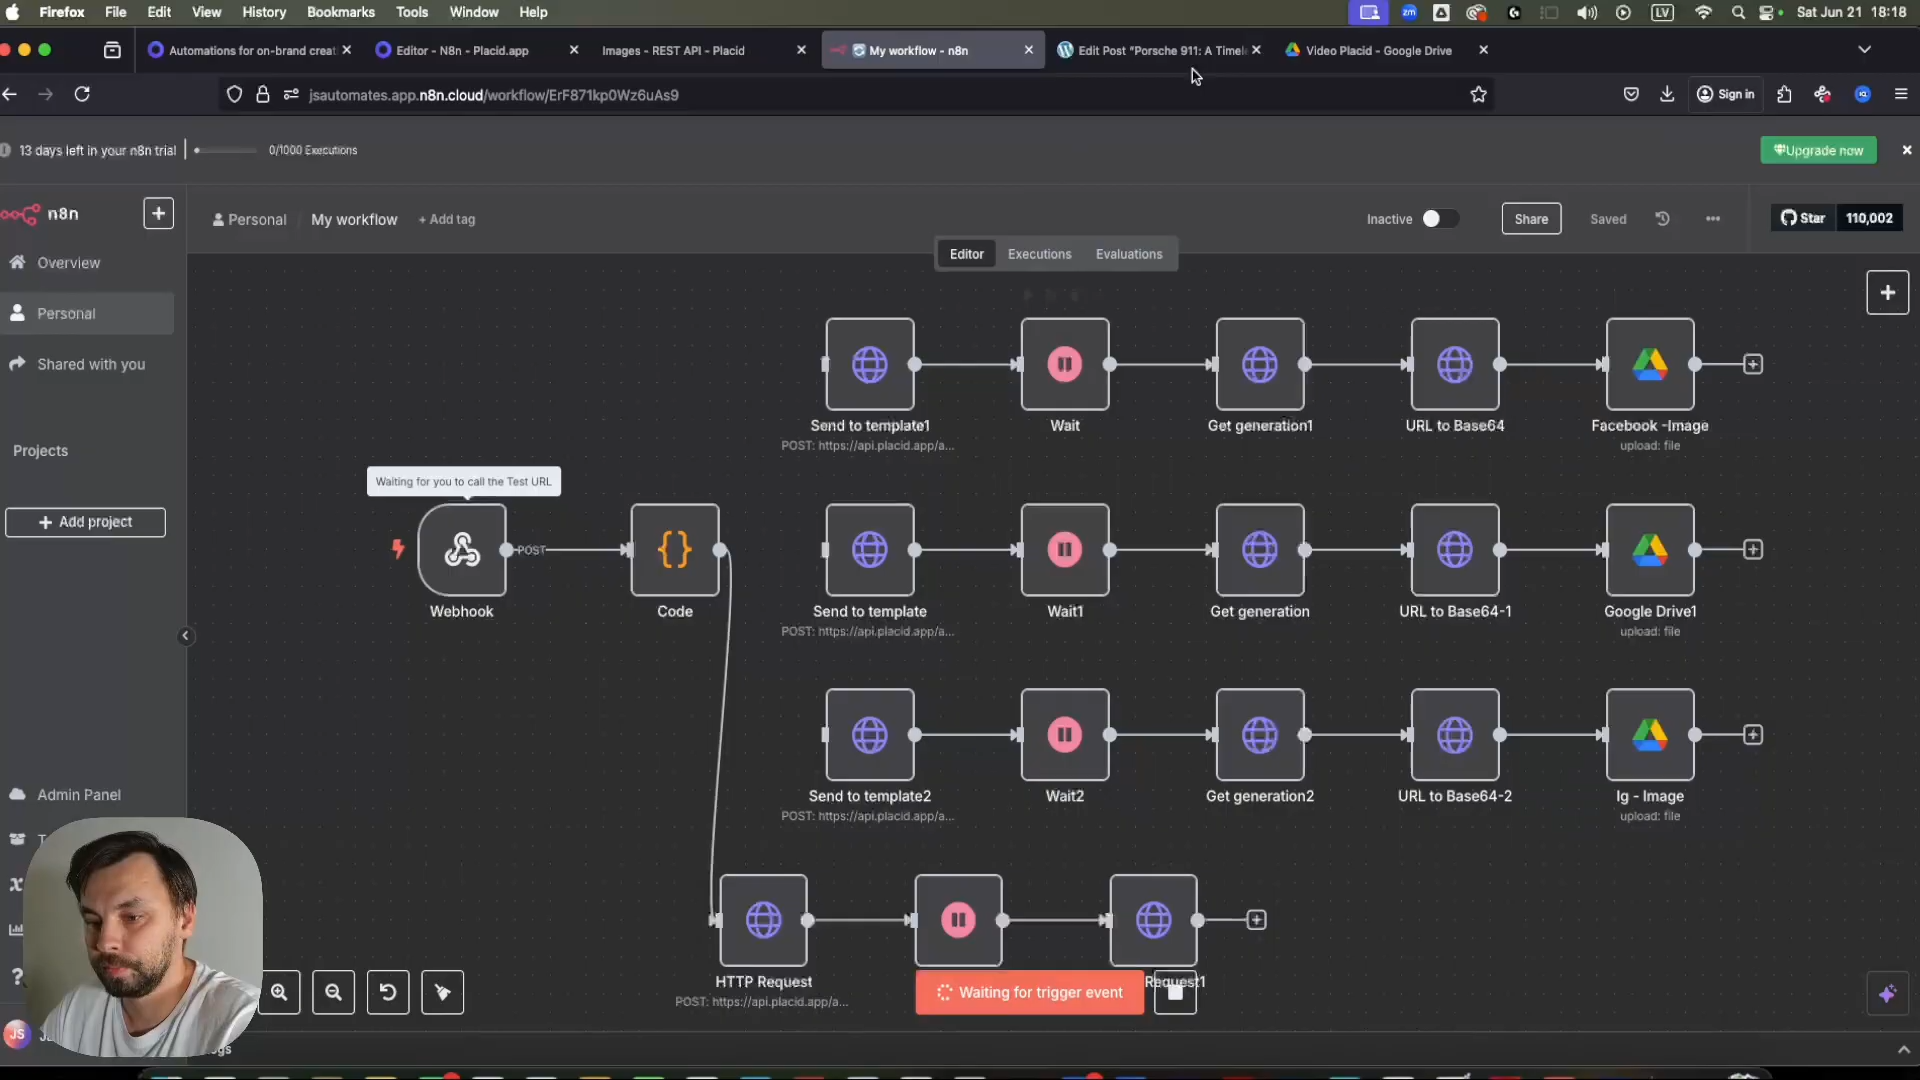 Firefox File Edit View History Bookmarks Tools Window Help
zm LV Sat Jun 21 18:18
Automations for on-brand creat
Editor - N8n - Placid.app
Images - REST API - Placid
My workflow - n8n
Edit Post "Porsche 911: A Timel
Video Placid - Google Drive
jsautomates.app.n8n.cloud/workflow/ErF871kp0Wz6uAs9
Sign in
13 days left in your n8n trial
0/1000 Executions
Upgrade now
n8n
Personal
My workflow
+ Add tag
Inactive
Share
Saved
Star 110,002
Editor Executions Evaluations
Overview
Personal
Shared with you
Projects
+ Add project
Admin Panel
Send to template1
POST: https://api.placid.app/a...
Wait
Get generation1
URL to Base64
Facebook -Image
upload: file
Waiting for you to call the Test URL
POST
Webhook
{}
Code
Send to template
POST: https://api.placid.app/a...
Wait1
Get generation
URL to Base64-1
Google Drive1
upload: file
Send to template2
POST: https://api.placid.app/a...
Wait2
Get generation2
URL to Base64-2
Ig - Image
upload: file
HTTP Request
POST: https://api.placid.app/a...
Request1
Waiting for trigger event
JS